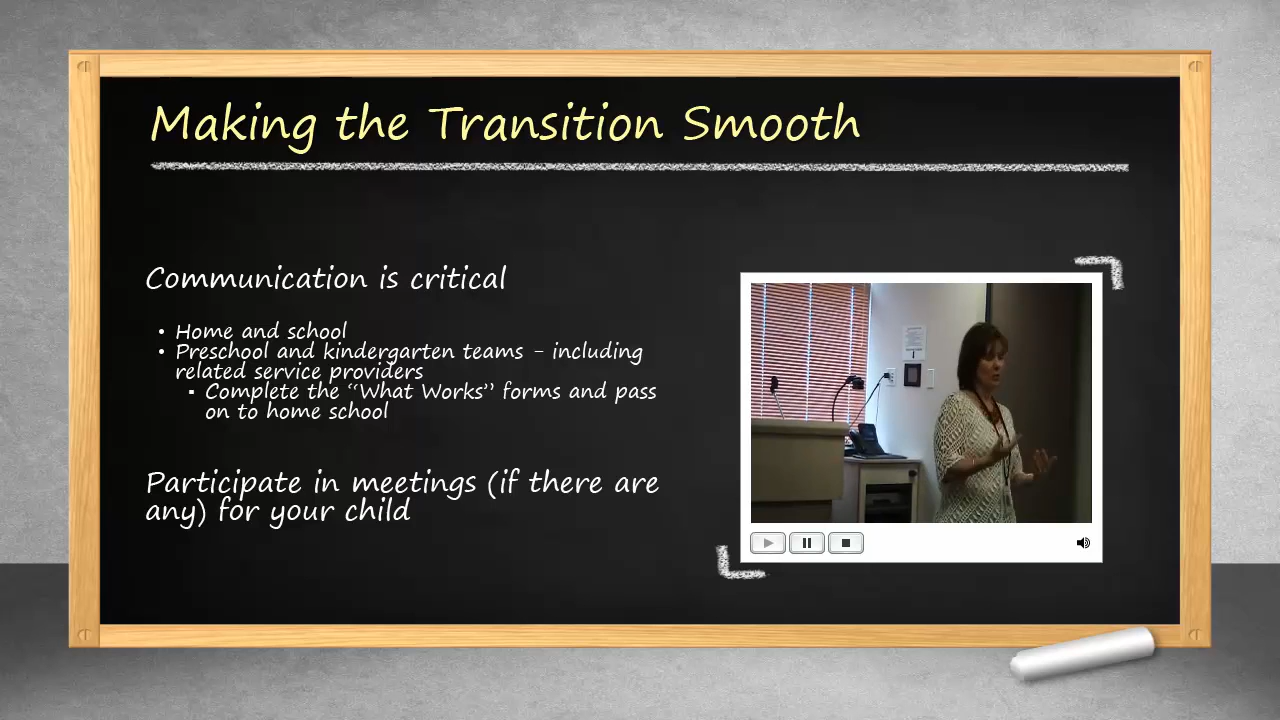 Making the Transition Smooth
Communication is critical
• Home and school
• Preschool and kindergarten teams - including
related service providers
▪ Complete the “What Works” forms and pass
on to home school
Participate in meetings (if there are
any) for your child